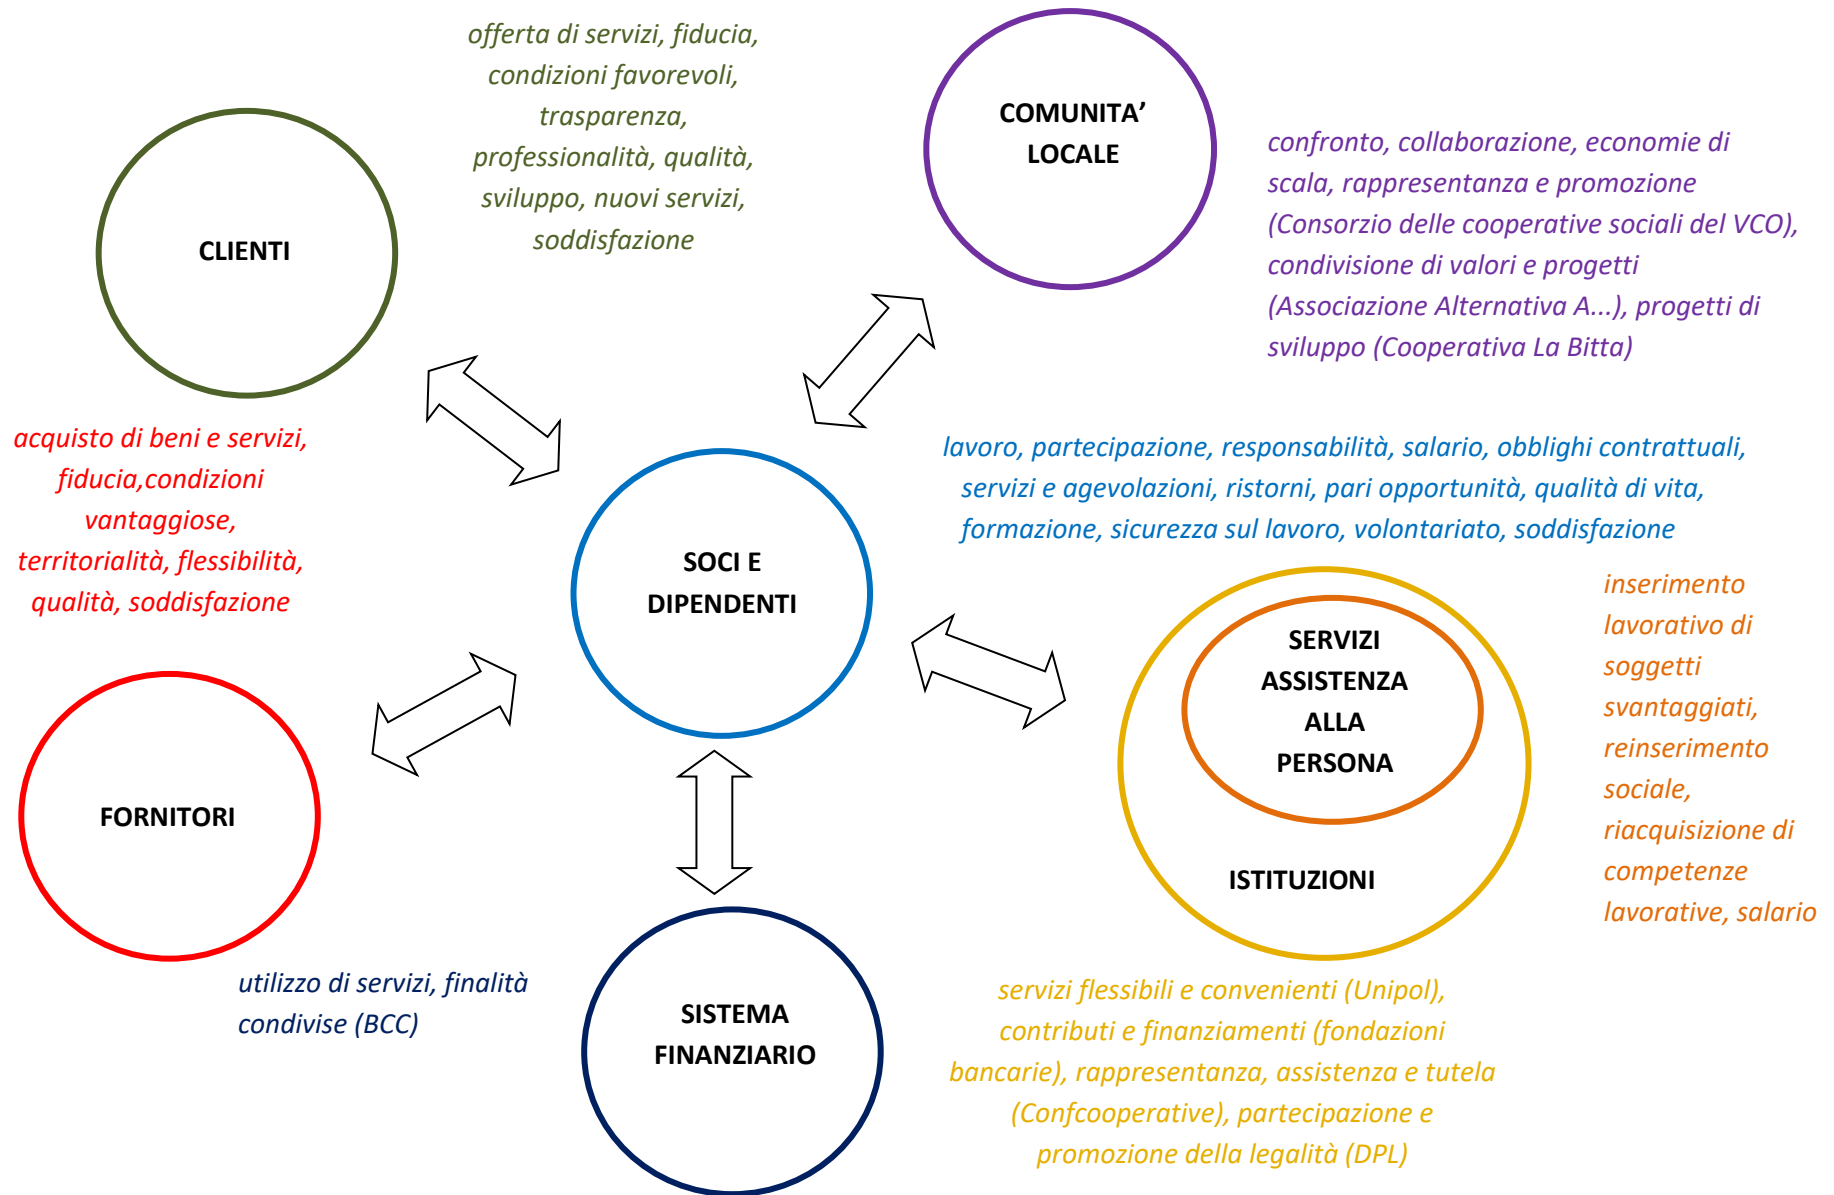 offerta di servizi, fiducia,
condizioni favorevoli,
trasparenza,
professionalità, qualità,
sviluppo, nuovi servizi,
soddisfazione
COMUNITA’
LOCALE
confronto, collaborazione, economie di
scala, rappresentanza e promozione
(Consorzio delle cooperative sociali del VCO),
condivisione di valori e progetti
(Associazione Alternativa A...), progetti di
sviluppo (Cooperativa La Bitta)
CLIENTI
acquisto di beni e servizi,
fiducia,condizioni
vantaggiose,
territorialità, flessibilità,
qualità, soddisfazione
lavoro, partecipazione, responsabilità, salario, obblighi contrattuali,
servizi e agevolazioni, ristorni, pari opportunità, qualità di vita,
formazione, sicurezza sul lavoro, volontariato, soddisfazione
SOCI E
DIPENDENTI
SERVIZI
ASSISTENZA
ALLA
PERSONA
ISTITUZIONI
inserimento
lavorativo di
soggetti
svantaggiati,
reinserimento
sociale,
riacquisizione di
competenze
lavorative, salario
FORNITORI
utilizzo di servizi, finalità
condivise (BCC)
SISTEMA
FINANZIARIO
servizi flessibili e convenienti (Unipol),
contributi e finanziamenti (fondazioni
bancarie), rappresentanza, assistenza e tutela
(Confcooperative), partecipazione e
promozione della legalità (DPL)